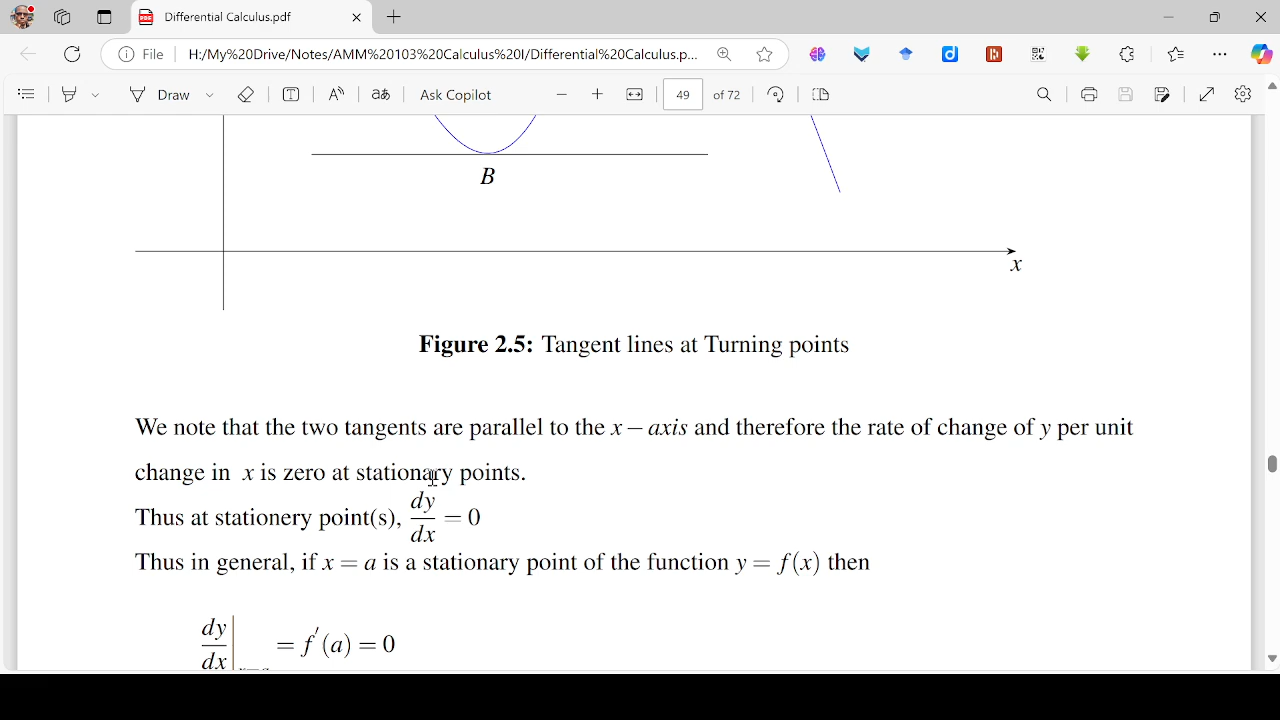 Differential Calculus.pdf
File H:/My%20Drive/Notes/AMM%20103%20Calculus%20I/Differential%20Calculus.p...
Draw Ask Copilot 49 of 72
B
x
Figure 2.5: Tangent lines at Turning points
We note that the two tangents are parallel to the x − axis and therefore the rate of change of y per unit
change in x is zero at stationary points.
Thus at stationery point(s), dy/dx = 0
Thus in general, if x = a is a stationary point of the function y = f(x) then
dy/dx| = f'(a) = 0